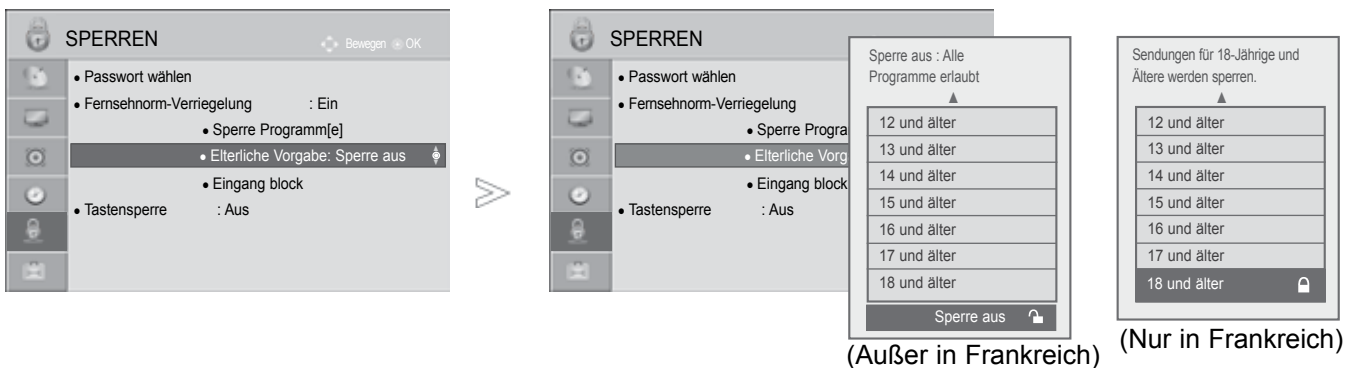 SPERREN
Bewegen OK
• Passwort wählen
• Fernsehnorm-Verriegelung : Ein
• Sperre Programm[e]
• Elterliche Vorgabe: Sperre aus
• Eingang block
• Tastensperre : Aus
SPERREN
• Passwort wählen
• Fernsehnorm-Verriegelung
• Sperre Progra
• Elterliche Vorg
• Eingang block
• Tastensperre : Aus
Sperre aus : Alle
Programme erlaubt
12 und älter
13 und älter
14 und älter
15 und älter
16 und älter
17 und älter
18 und älter
Sperre aus
(Außer in Frankreich)
Sendungen für 18-Jährige und
Ältere werden sperren.
12 und älter
13 und älter
14 und älter
15 und älter
16 und älter
17 und älter
18 und älter
(Nur in Frankreich)